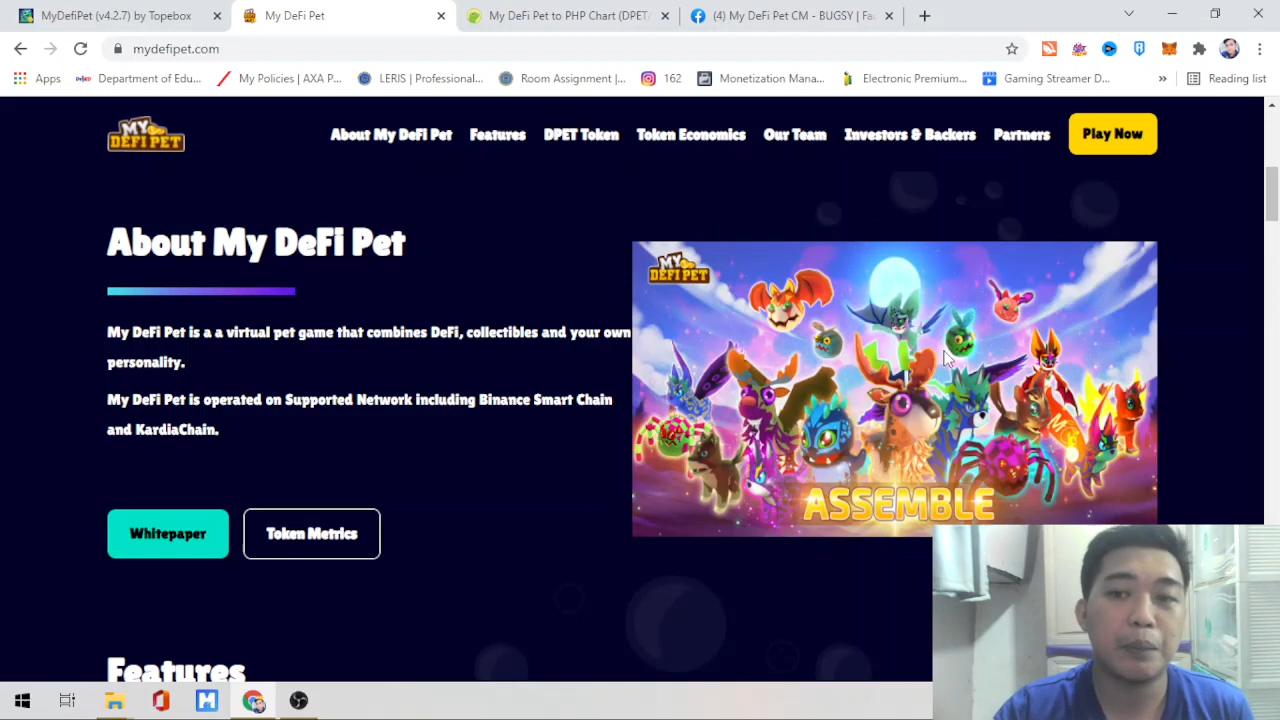 MyDefiPet (v4.2.7) by Topebox
My DeFi Pet
My DeFi Pet to PHP Chart (DPET/
(4) My DeFi Pet CM - BUGSY | Fac
mydefipet.com
Apps
Department of Edu...
My Policies | AXA P...
LERIS | Professional...
Room Assignment |...
162
Monetization Mana...
Electronic Premium...
Gaming Streamer D...
Reading list
MY
DEFI PET
About My DeFi Pet
Features
DPET Token
Token Economics
Our Team
Investors & Backers
Partners
Play Now
About My DeFi Pet
My DeFi Pet is a a virtual pet game that combines DeFi, collectibles and your own
personality.
My DeFi Pet is operated on Supported Network including Binance Smart Chain
and KardiaChain.
Whitepaper
Token Metrics
MY
DEFI PET
ASSEMBLE
Features